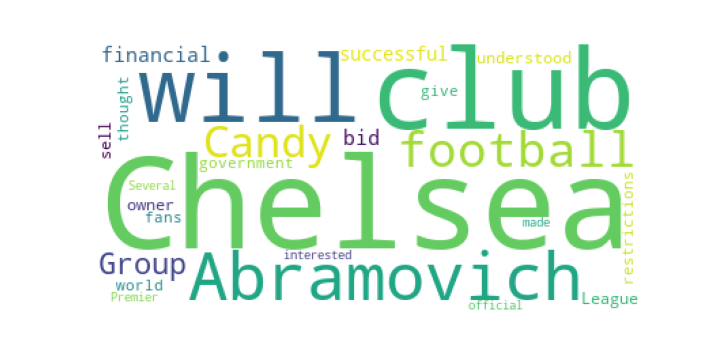 financial
will
club
successful
understood
give
thought
sell
Candy
bid
football
government
Chelsea
Several
owner
fans
made
restrictions
Group
Abramovich
interested
world
Premier
official
League